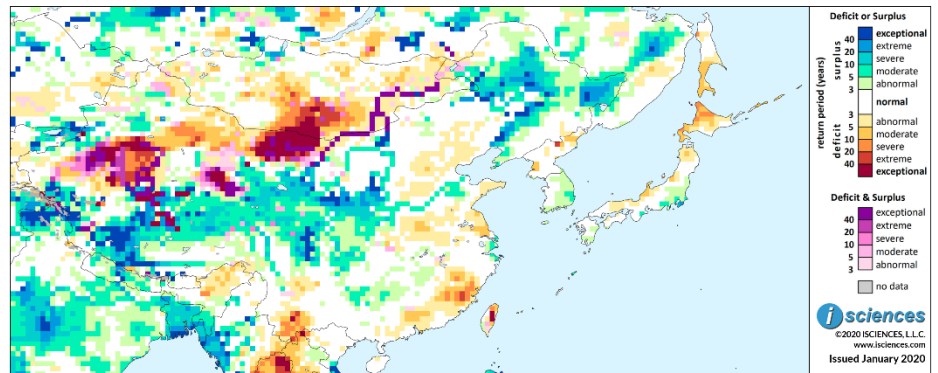 Deficit or Surplus
exceptional
40
extreme
20
severe
10
moderate
5
abnormal
3
normal
3
abnormal
5
moderate
10
severe
20
extreme
40
exceptional
surplus
deficit
return period (years)
Deficit & Surplus
exceptional
40
extreme
20
severe
10
moderate
5
abnormal
3
no data
i sciences
©2020 ISCIENCES, L.L.C.
www.isciences.com
Issued January 2020